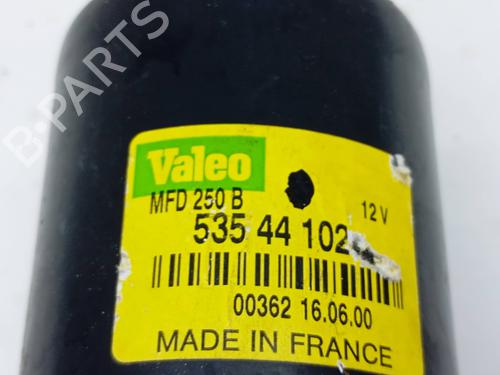 B-PARTS
Valeo
MFD 250 B
12 V
535 44 102
00362 16.06.00
MADE IN FRANCE